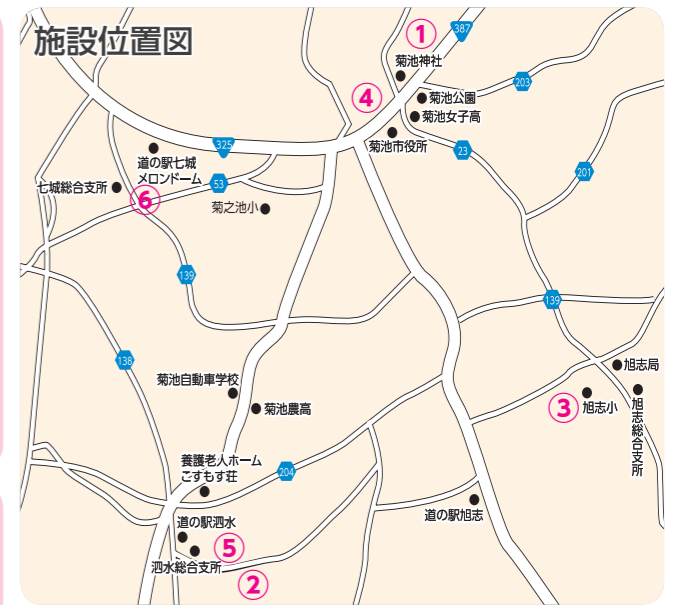 施設位置図
①
387
菊池神社
④
菊池公園
203
菊池女子高
菊池市役所
325
道の駅七城
メロンドーム
23
七城総合支所
53
201
⑥
菊之池小
139
139
138
旭志局
菊池自動車学校
旭志小
③
旭志総合支所
菊池農高
養護老人ホーム
こすもす荘
204
道の駅旭志
道の駅泗水
⑤
泗水総合支所
②